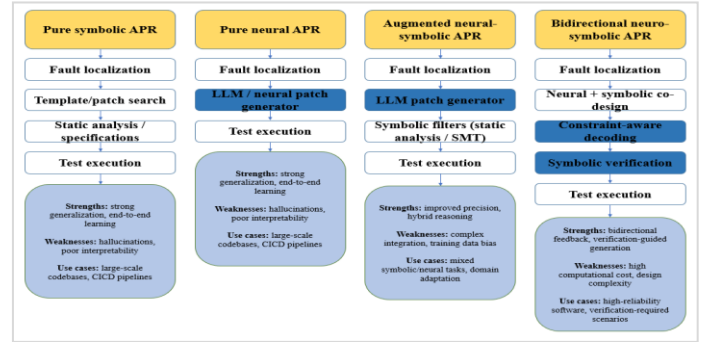 Pure symbolic APR
Fault localization
Template/patch search
Static analysis /
specifications
Test execution
Strengths: strong
generalization, end-to-end
learning
Weaknesses: hallucinations,
poor interpretability
Use cases: large-scale
codebases, CICD pipelines
Pure neural APR
Fault localization
LLM / neural patch
generator
Test execution
Strengths: strong
generalization, end-to-end
learning
Weaknesses: hallucinations,
poor interpretability
Use cases: large-scale
codebases, CICD pipelines
Augmented neural-
symbolic APR
Fault localization
LLM patch generator
Symbolic filters (static
analysis / SMT)
Test execution
Strengths: improved precision,
hybrid reasoning
Weaknesses: complex
integration, training data bias
Use cases: mixed
symbolic/neural tasks, domain
adaptation
Bidirectional neuro-
symbolic APR
Fault localization
Neural + symbolic co-
design
Constraint-aware
decoding
Symbolic verification
Test execution
Strengths: bidirectional
feedback, verification-guided
generation
Weaknesses: high
computational cost, design
complexity
Use cases: high-reliability
software, verification-required
scenarios